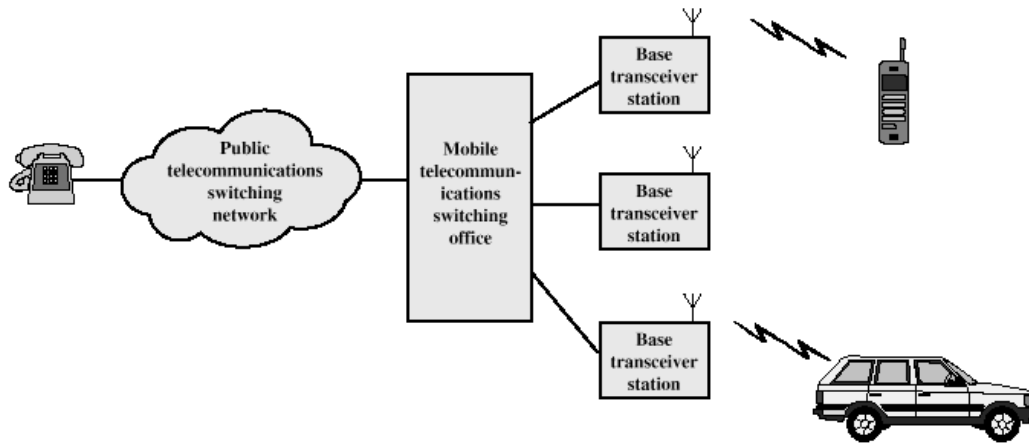 Public
telecommunications
switching
network
Mobile
telecommun-
ications
switching
office
Base
transceiver
station
Base
transceiver
station
Base
transceiver
station